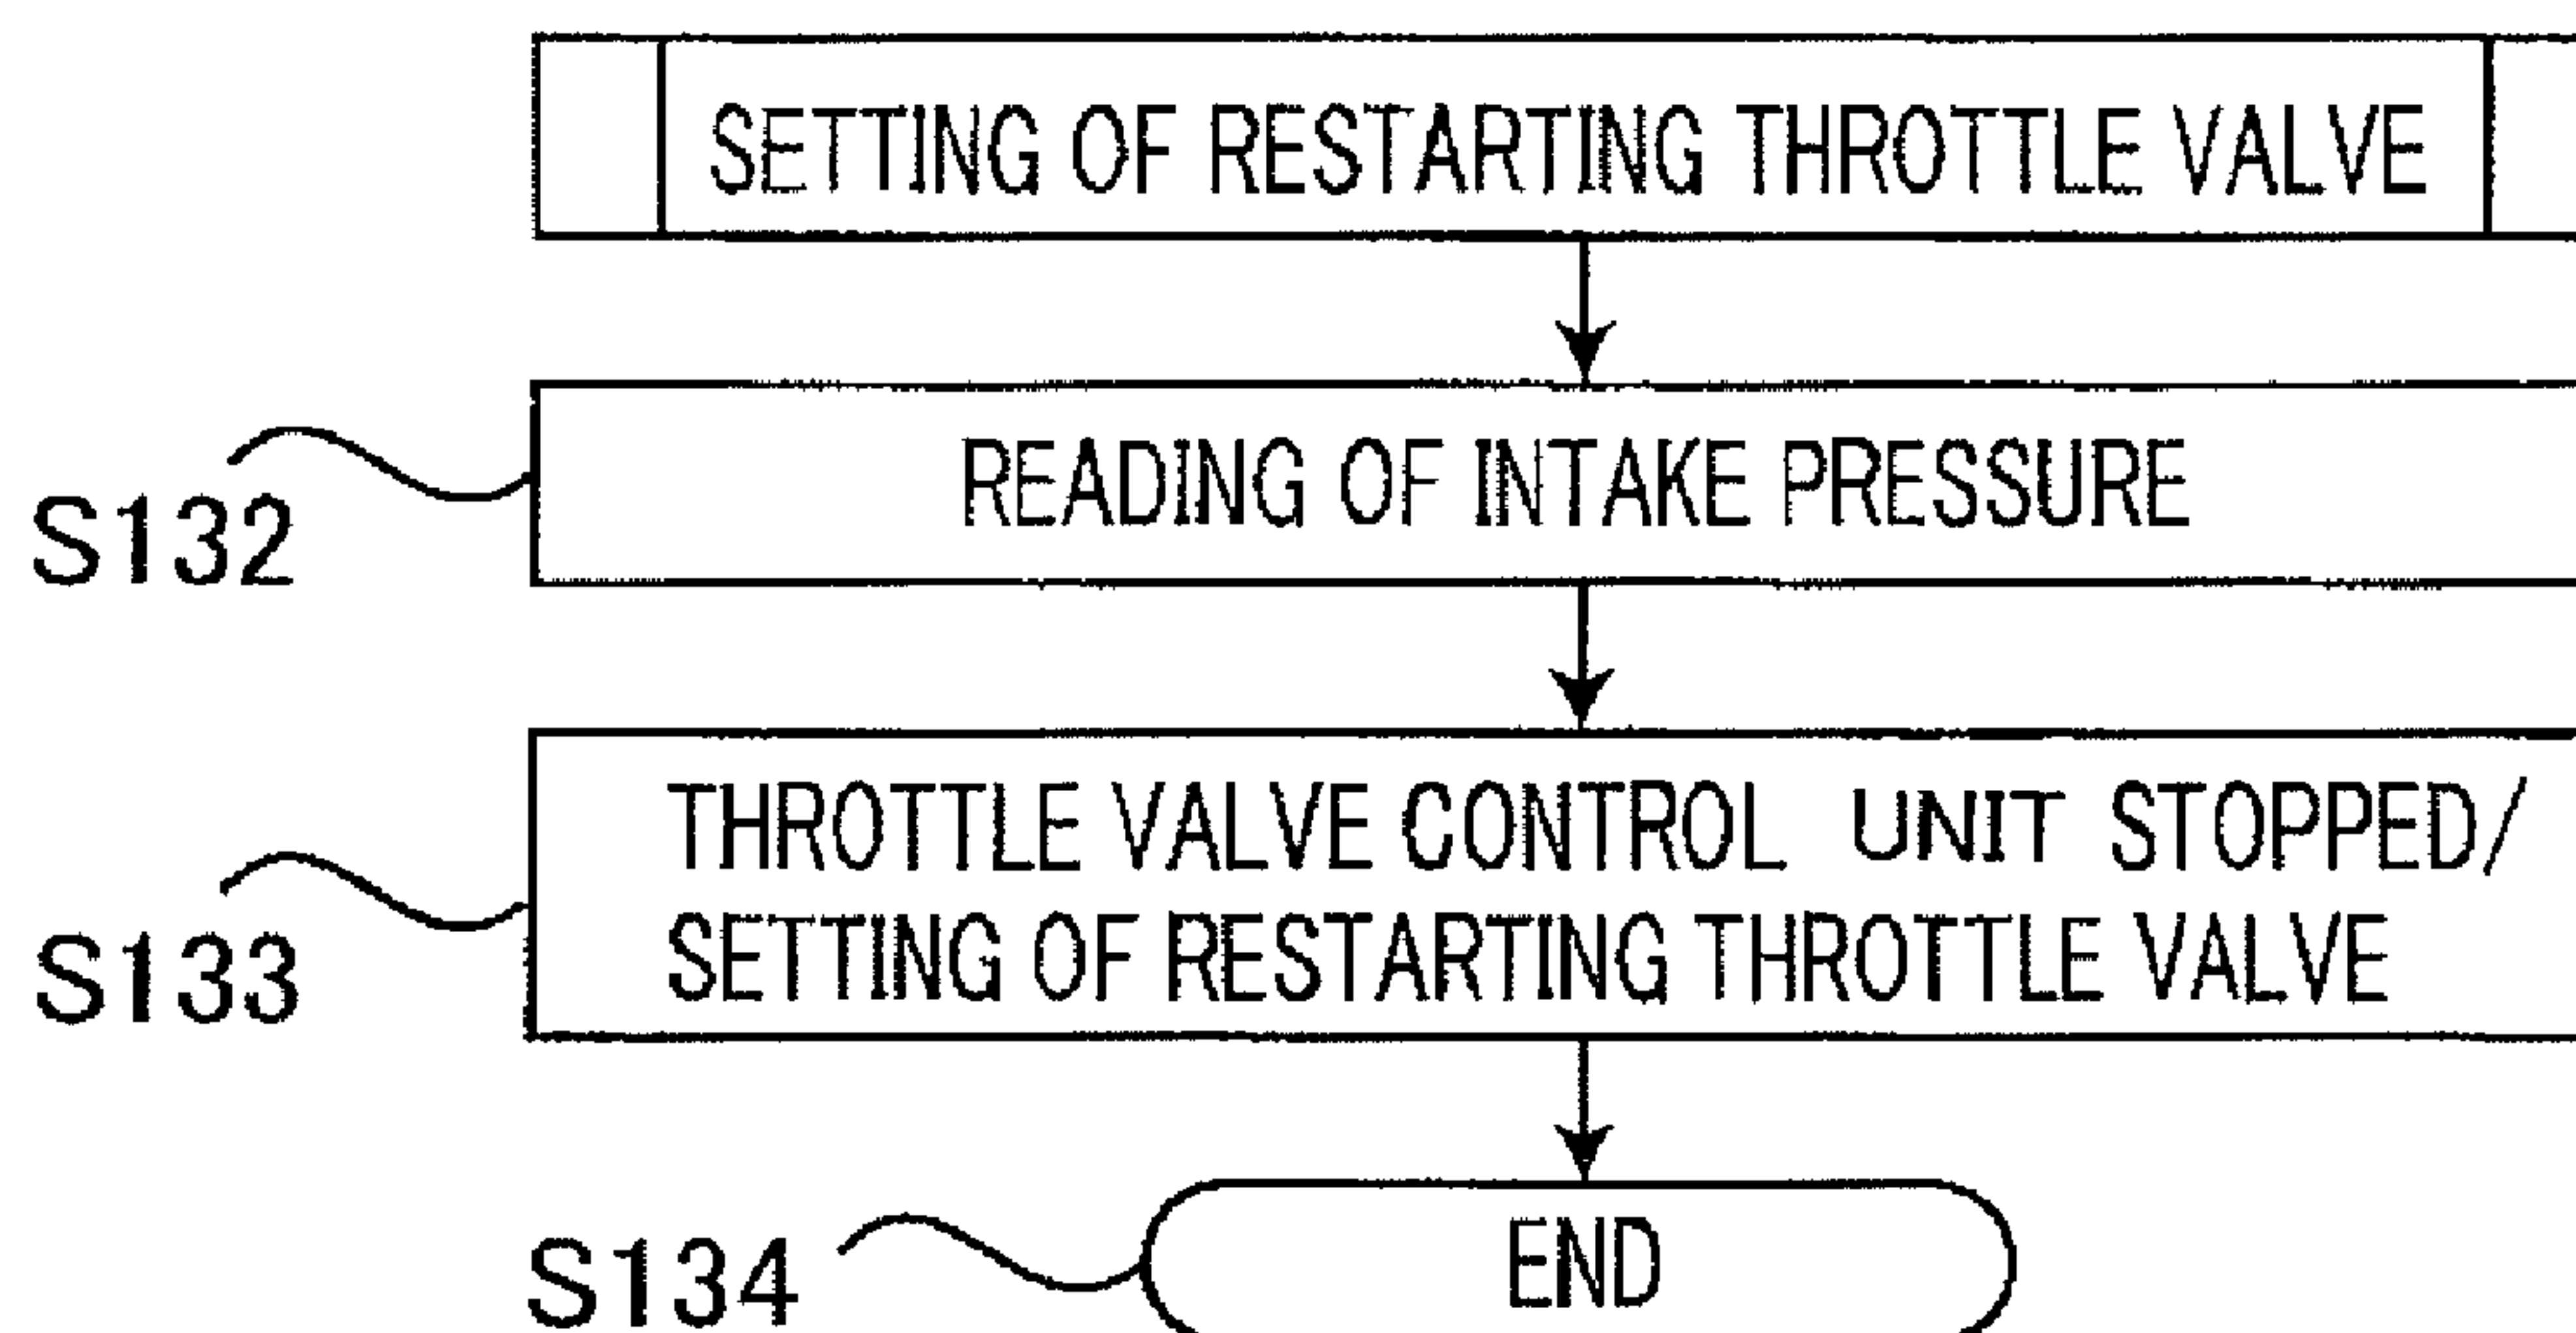 SETTING OF RESTARTING THROTTLE VALVE
READING OF INTAKE PRESSURE
S132
THROTTLE VALVE CONTROL UNIT STOPPED/
SETTING OF RESTARTING THROTTLE VALVE
S133
END
S134